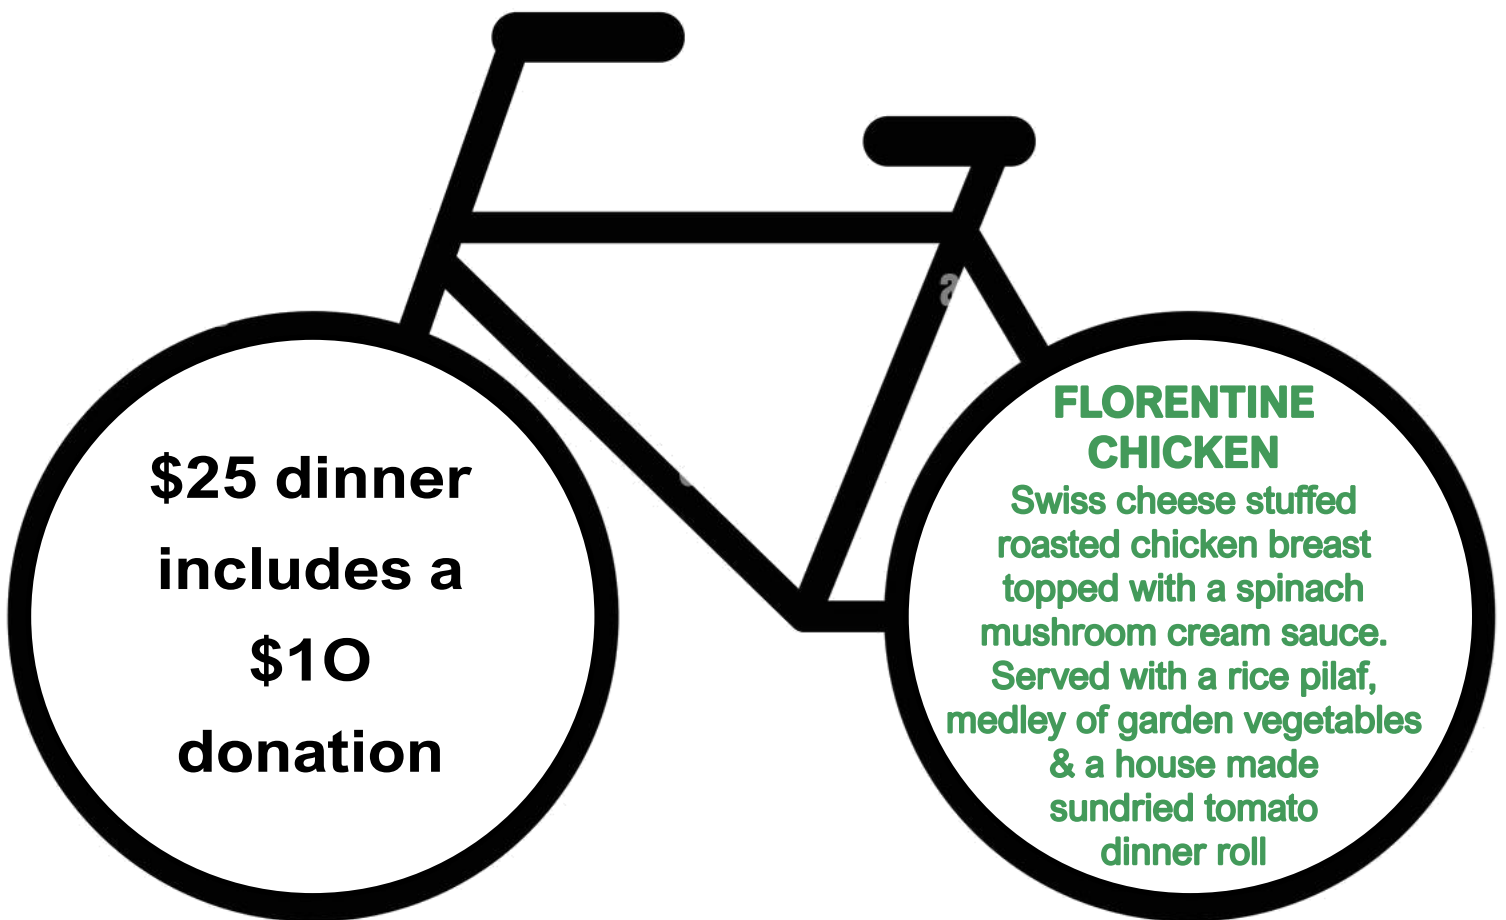 $25 dinner
includes a
$1O
donation
FLORENTINE
CHICKEN
Swiss cheese stuffed
roasted chicken breast
topped with a spinach
mushroom cream sauce.
Served with a rice pilaf,
medley of garden vegetables
& a house made
sundried tomato
dinner roll